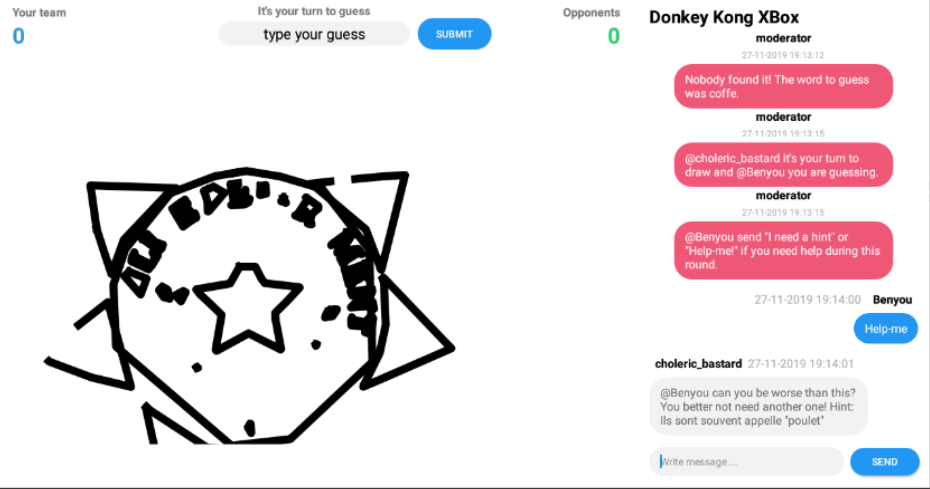 Your team
0
It's your turn to guess
type your guess
SUBMIT
Opponents
0
Donkey Kong XBox
moderator
27-11-2019 19:13:12
Nobody found it! The word to guess
was coffe.
moderator
27-11-2019 19:13:15
@choleric_bastard it's your turn to
draw and @Benyou you are guessing.
moderator
27-11-2019 19:13:15
@Benyou send "I need a hint" or
"Help-me!" if you need help during this
round.
27-11-2019 19:14:00 Benyou
Help-me
choleric_bastard 27-11-2019 19:14:01
@Benyou can you be worse than this?
You better not need another one! Hint:
Ils sont souvent appelle "poulet"
Write message ...
SEND